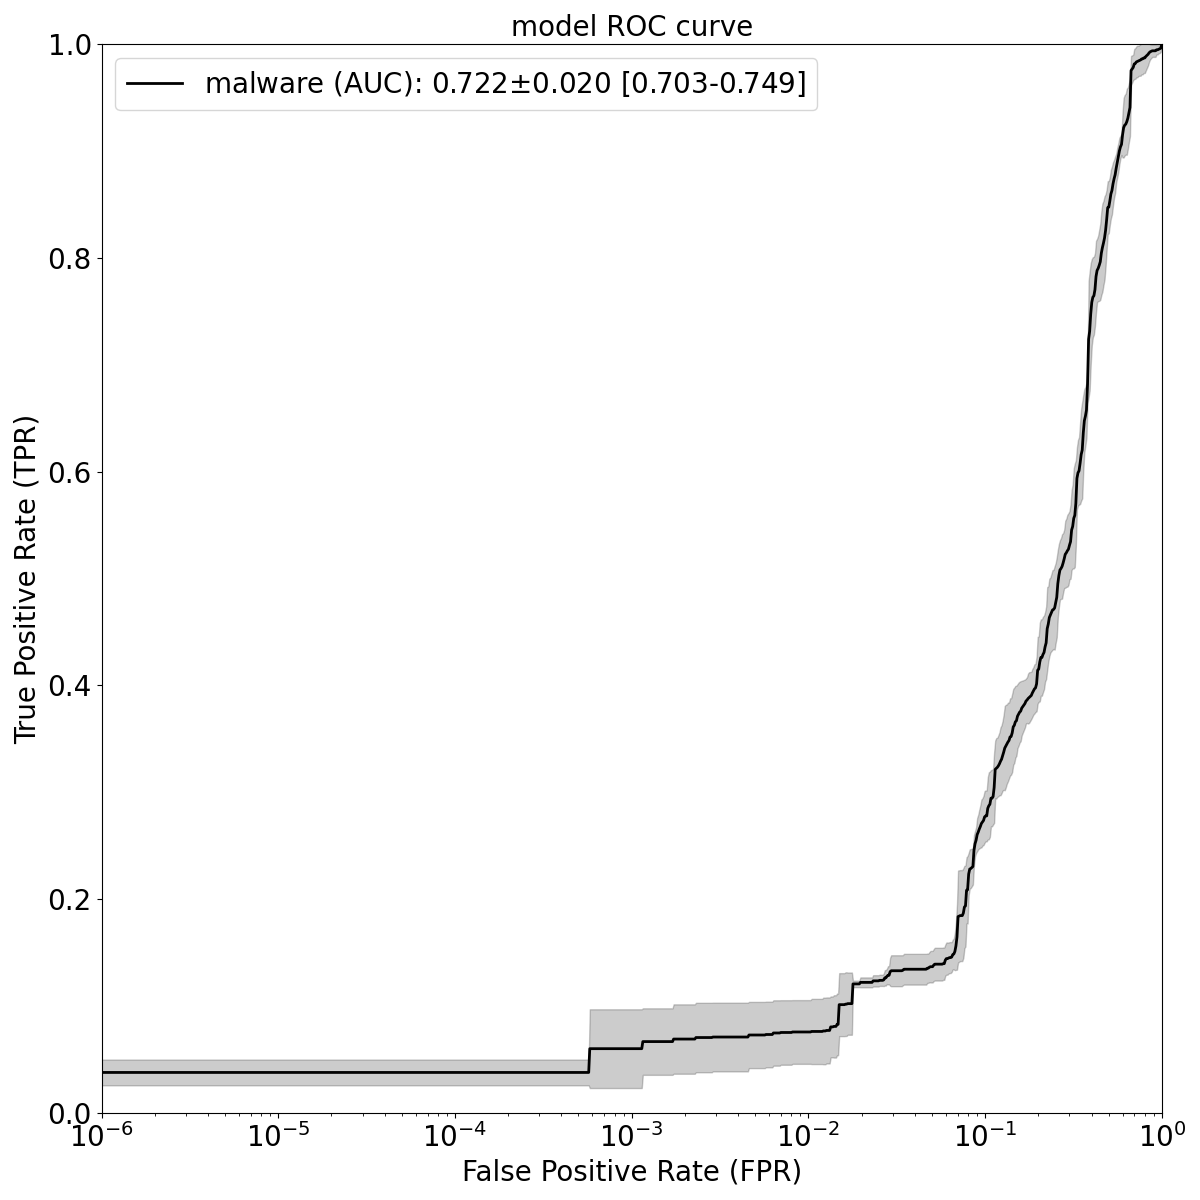 model ROC curve
malware (AUC): 0.722±0.020 [0.703-0.749]
1.0
0.8
0.6
0.4
0.2
0.0
True Positive Rate (TPR)
10⁻⁶ 10⁻⁵ 10⁻⁴ 10⁻³ 10⁻² 10⁻¹ 10⁰
False Positive Rate (FPR)